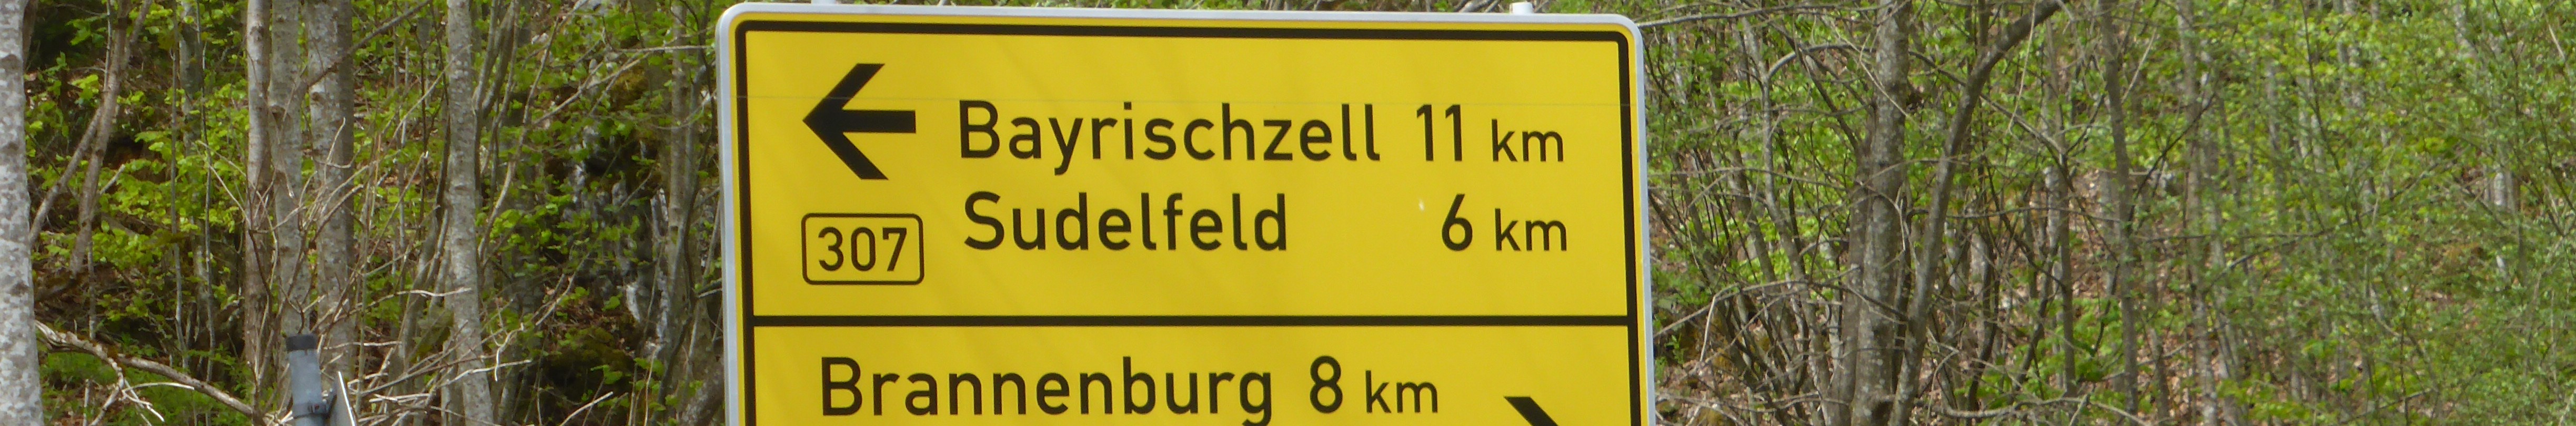 Bayrischzell 11 km
Sudelfeld 6 km
307
Brannenburg 8 km